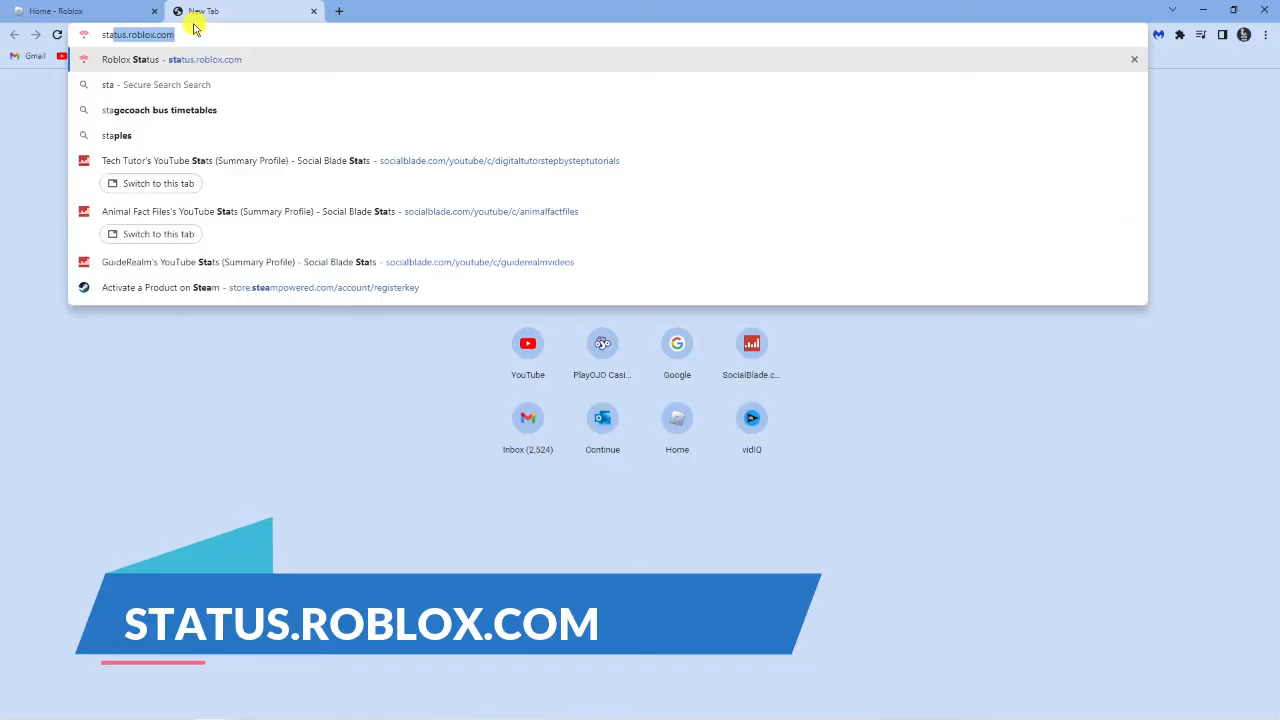 Home - Roblox
New Tab
status.roblox.com
Gmail
Roblox Status - status.roblox.com
sta - Secure Search Search
stagecoach bus timetables
staples
Tech Tutor's YouTube Stats (Summary Profile) - Social Blade Stats - socialblade.com/youtube/c/digitaltutorstepbysteptutorials
Switch to this tab
Animal Fact Files's YouTube Stats (Summary Profile) - Social Blade Stats - socialblade.com/youtube/c/animalfactfiles
Switch to this tab
GuideRealm's YouTube Stats (Summary Profile) - Social Blade Stats - socialblade.com/youtube/c/guiderealmvideos
Activate a Product on Steam - store.steampowered.com/account/registerkey
YouTube
PlayOJO Casi...
Google
SocialBlade.c...
Inbox (2,524)
Continue
Home
vidIQ
STATUS.ROBLOX.COM